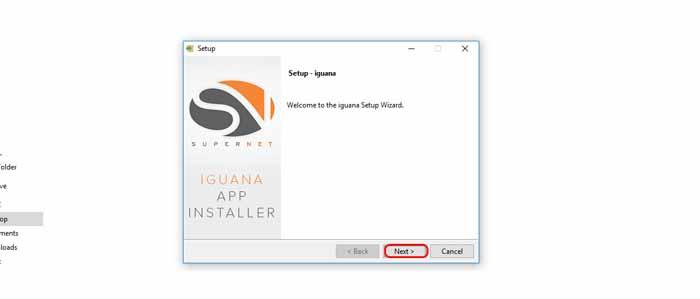 Setup
Setup - iguana
Welcome to the iguana Setup Wizard.
SUPERNET
IGUANA
APP
INSTALLER
older
ve
op
ments
loads
< Back
Next >
Cancel